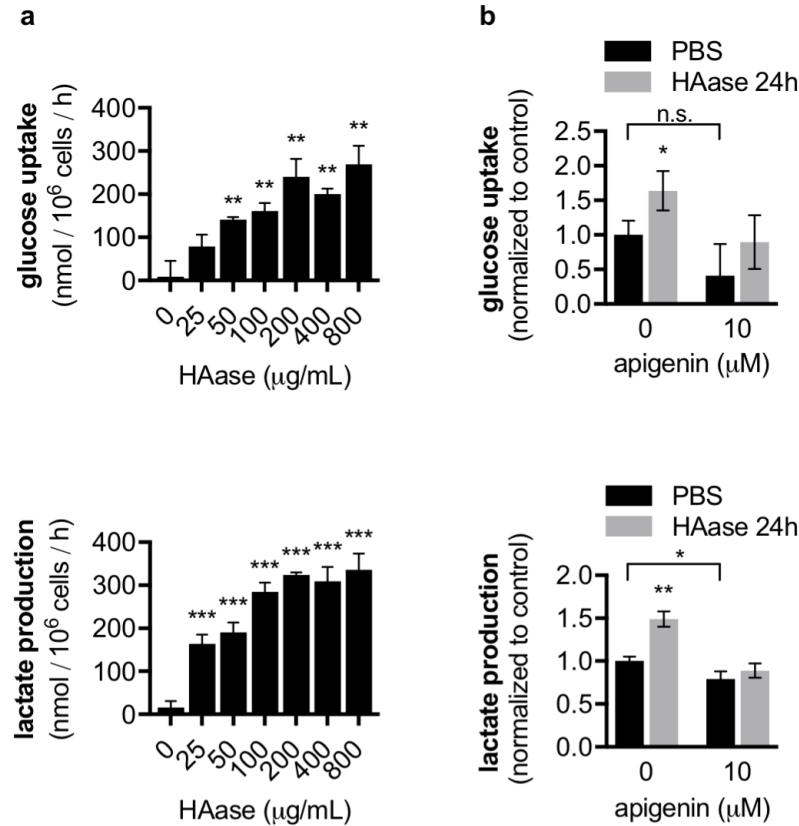 a
glucose uptake
(nmol / 10⁶ cells / h)
400
300
200
100
0
**
**
**
**
**
0
25
50
100
200
400
800
HAase (µg/mL)
b
PBS
HAase 24h
glucose uptake
(normalized to control)
2.5
2.0
1.5
1.0
0.5
0.0
n.s.
*
0
10
apigenin (µM)
lactate production
(nmol / 10⁶ cells / h)
400
300
200
100
0
***
***
***
***
***
***
0
25
50
100
200
400
800
HAase (µg/mL)
PBS
HAase 24h
lactate production
(normalized to control)
2.0
1.5
1.0
0.5
0.0
*
**
0
10
apigenin (µM)